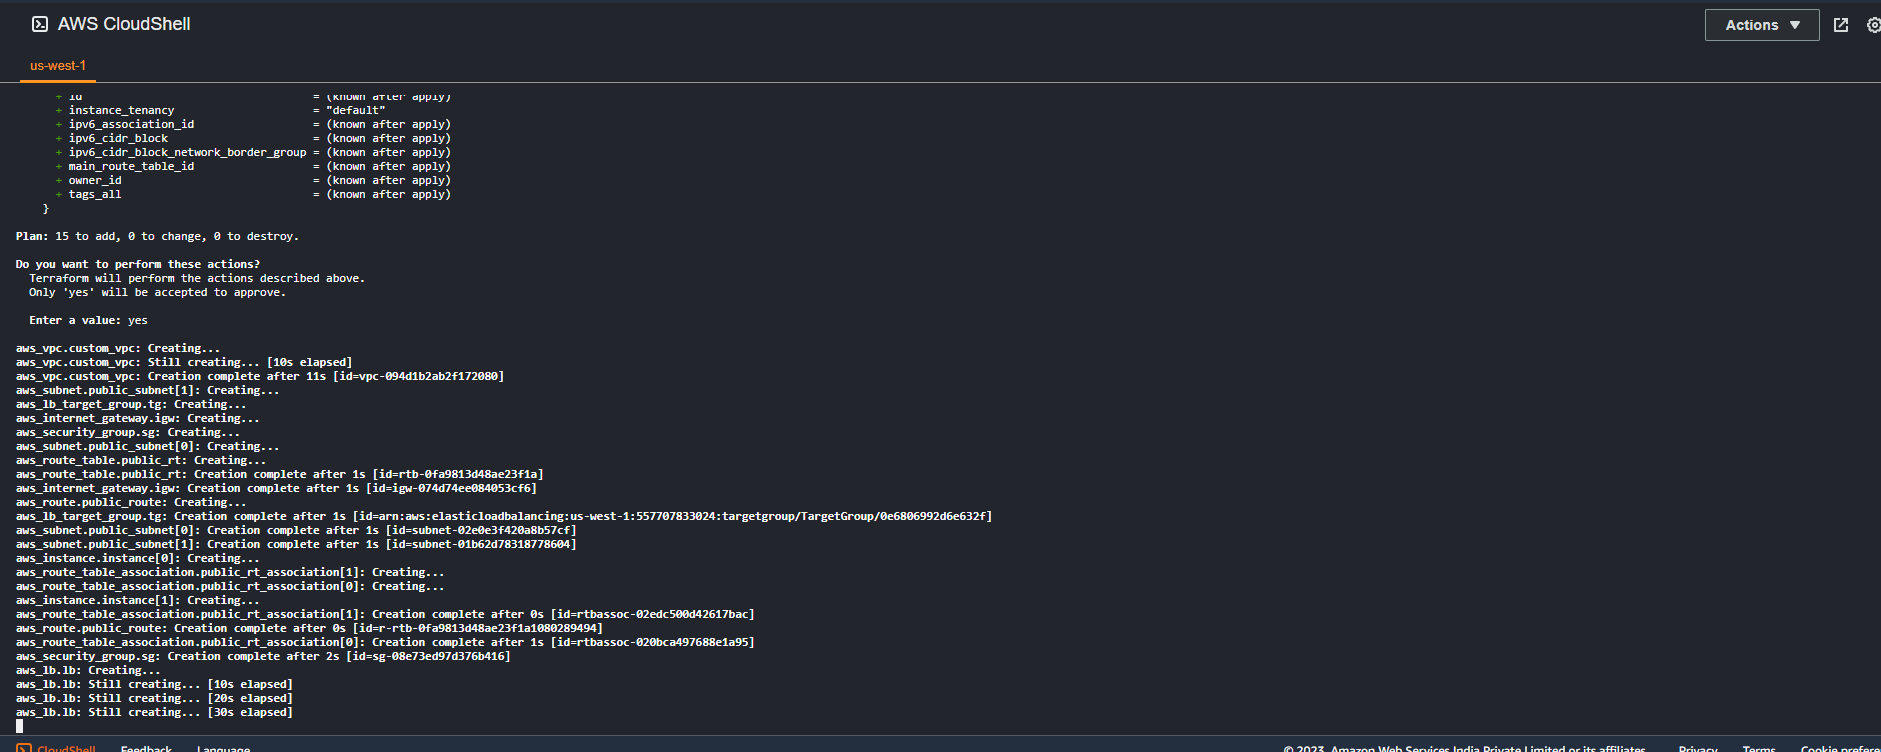 AWS CloudShell
Actions
us-west-1
+ id = (known after apply)
+ instance_tenancy = "default"
+ ipv6_association_id = (known after apply)
+ ipv6_cidr_block = (known after apply)
+ ipv6_cidr_block_network_border_group = (known after apply)
+ main_route_table_id = (known after apply)
+ owner_id = (known after apply)
+ tags_all = (known after apply)
}
Plan: 15 to add, 0 to change, 0 to destroy.
Do you want to perform these actions?
Terraform will perform the actions described above.
Only 'yes' will be accepted to approve.
Enter a value: yes
aws_vpc.custom_vpc: Creating...
aws_vpc.custom_vpc: Still creating... [10s elapsed]
aws_vpc.custom_vpc: Creation complete after 11s [id=vpc-094d1b2ab2f172080]
aws_subnet.public_subnet[1]: Creating...
aws_lb_target_group.tg: Creating...
aws_internet_gateway.igw: Creating...
aws_security_group.sg: Creating...
aws_subnet.public_subnet[0]: Creating...
aws_route_table.public_rt: Creating...
aws_route_table.public_rt: Creation complete after 1s [id=rtb-0fa9813d48ae23f1a]
aws_internet_gateway.igw: Creation complete after 1s [id=igw-074d74ee084053cf6]
aws_route.public_route: Creating...
aws_lb_target_group.tg: Creation complete after 1s [id=arn:aws:elasticloadbalancing:us-west-1:557707833024:targetgroup/TargetGroup/0e6806992d6e632f]
aws_subnet.public_subnet[0]: Creation complete after 1s [id=subnet-02e0e3f420a8b57cf]
aws_subnet.public_subnet[1]: Creation complete after 1s [id=subnet-01b62d78318778604]
aws_instance.instance[0]: Creating...
aws_route_table_association.public_rt_association[1]: Creating...
aws_route_table_association.public_rt_association[0]: Creating...
aws_instance.instance[1]: Creating...
aws_route_table_association.public_rt_association[1]: Creation complete after 0s [id=rtbassoc-02edc500d42617bac]
aws_route.public_route: Creation complete after 0s [id=r-rtb-0fa9813d48ae23f1a1080289494]
aws_route_table_association.public_rt_association[0]: Creation complete after 1s [id=rtbassoc-020bca497688e1a95]
aws_security_group.sg: Creation complete after 2s [id=sg-08e73ed97d376b416]
aws_lb.lb: Creating...
aws_lb.lb: Still creating... [10s elapsed]
aws_lb.lb: Still creating... [20s elapsed]
aws_lb.lb: Still creating... [30s elapsed]
CloudShell Feedback Language © 2023, Amazon Web Services India Private Limited or its affiliates. Privacy Terms Cookie prefere